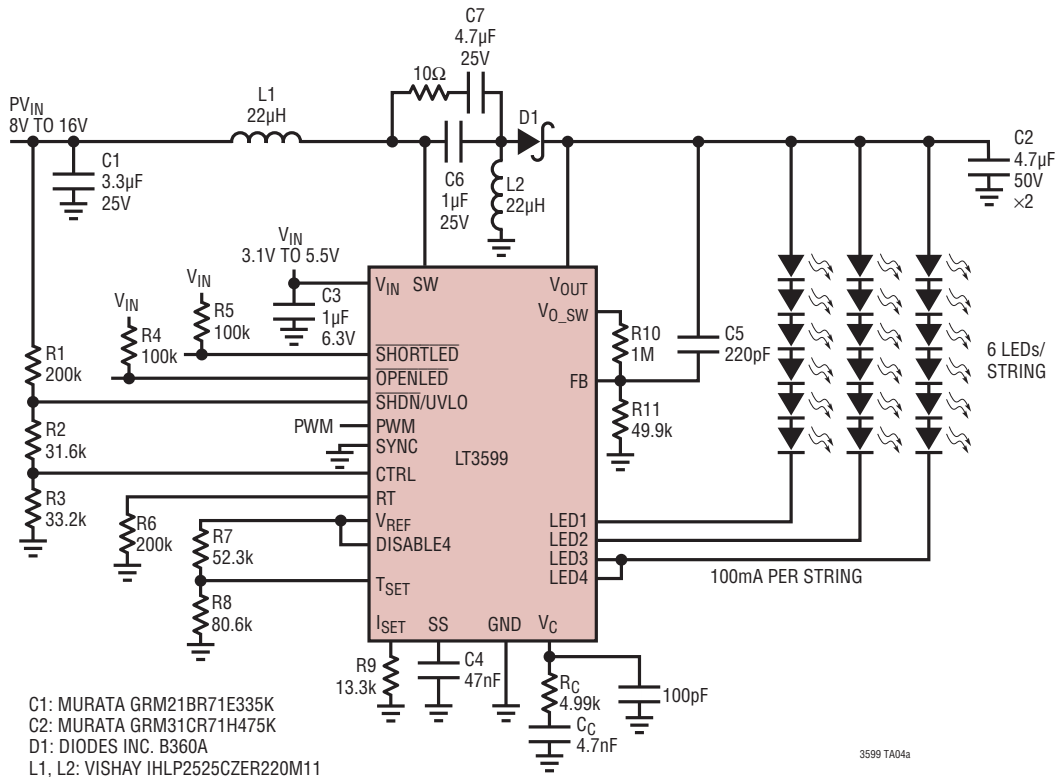 C7
4.7µF
25V
10Ω
L1
22µH
D1
PVIN
8V TO 16V
C1
3.3µF
25V
C6
1µF
25V
L2
22µH
C2
4.7µF
50V
×2
VIN
3.1V TO 5.5V
VIN
VIN
R5
100k
R4
100k
C3
1µF
6.3V
R1
200k
R2
31.6k
R3
33.2k
VIN
SW
VOUT
VO_SW
SHORTLED
OPENLED
SHDN/UVLO
PWM
PWM
SYNC
CTRL
RT
VREF
DISABLE4
TSET
ISET
SS
GND
VC
FB
LED1
LED2
LED3
LED4
LT3599
R10
1M
C5
220pF
R11
49.9k
6 LEDs/
STRING
100mA PER STRING
R6
200k
R7
52.3k
R8
80.6k
R9
13.3k
C4
47nF
RC
4.99k
CC
4.7nF
100pF
C1: MURATA GRM21BR71E335K
C2: MURATA GRM31CR71H475K
D1: DIODES INC. B360A
L1, L2: VISHAY IHLP2525CZER220M11
3599 TA04a